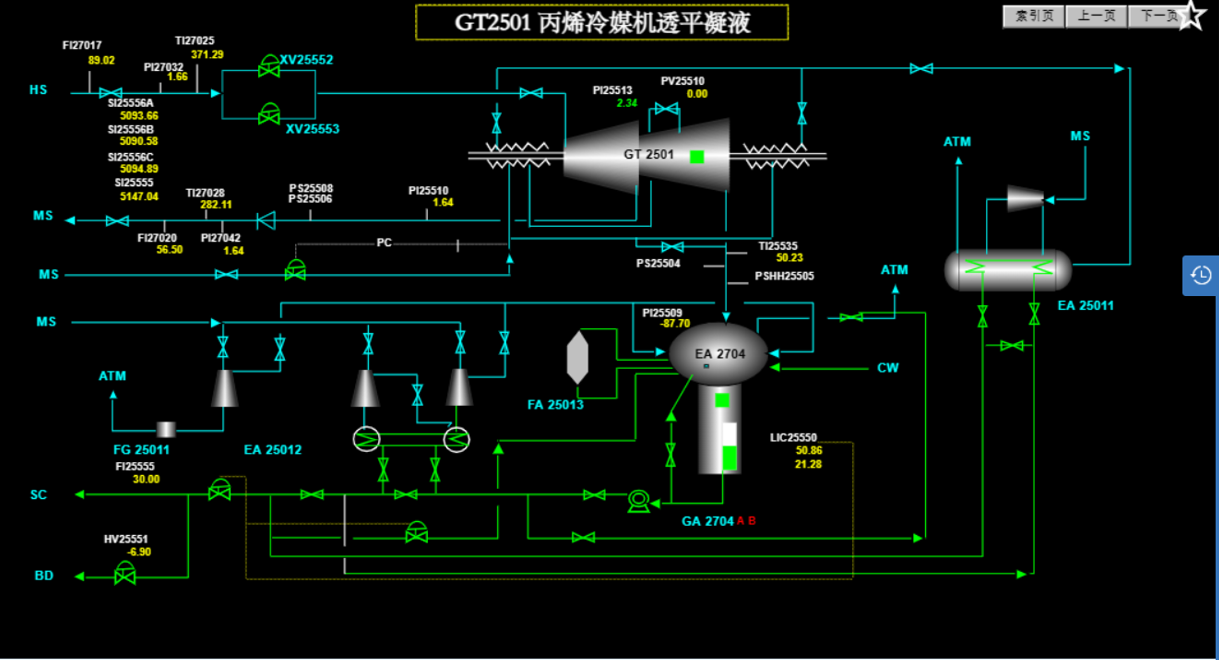 GT2501 丙烯冷媒机透平凝液
索引页 上一页 下一页
FI27017
89.02
TI27025
371.29
PI27032
1.66
XV25552
HS
SI25556A
5093.66
XV25553
SI25556B
5090.58
SI25556C
5094.89
SI25555
5147.04
PI25513
2.34
PV25510
0.00
GT 2501
ATM
MS
TI27028
282.11
PS25508
PS25506
PI25510
1.64
MS
FI27020
56.50
PI27042
1.64
PC
TI25535
50.23
PS25504
PSHH25505
MS
ATM
EA 25011
MS
PI25509
-87.70
EA 2704
CW
ATM
FA 25013
FG 25011
EA 25012
FI25555
30.00
LIC25550
50.86
21.28
SC
GA 2704 A B
HV25551
-6.90
BD